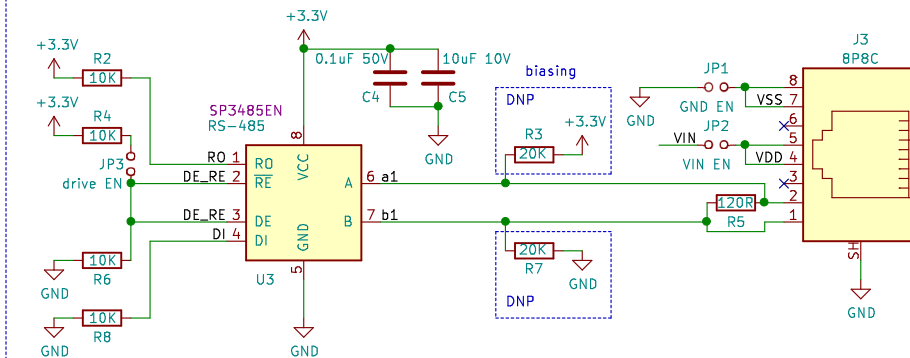 +3.3V
+3.3V
R2
10K
+3.3V
R4
10K
JP3
drive EN
0.1uF 50V
10uF 10V
C4
C5
GND
SP3485EN
RS-485
8
VCC
RO 1 RO
DE_RE 2 RE
DE_RE 3 DE
DI 4 DI
A 6 a1
B 7 b1
GND
5
U3
GND
10K
R6
GND
10K
R8
GND
biasing
DNP
R3
20K
+3.3V
20K
R7
GND
DNP
J3
8P8C
JP1
GND
GND EN
VSS
JP2
VIN
VIN EN
VDD
8
7
6
5
4
3
2
1
120R
R5
SH
GND